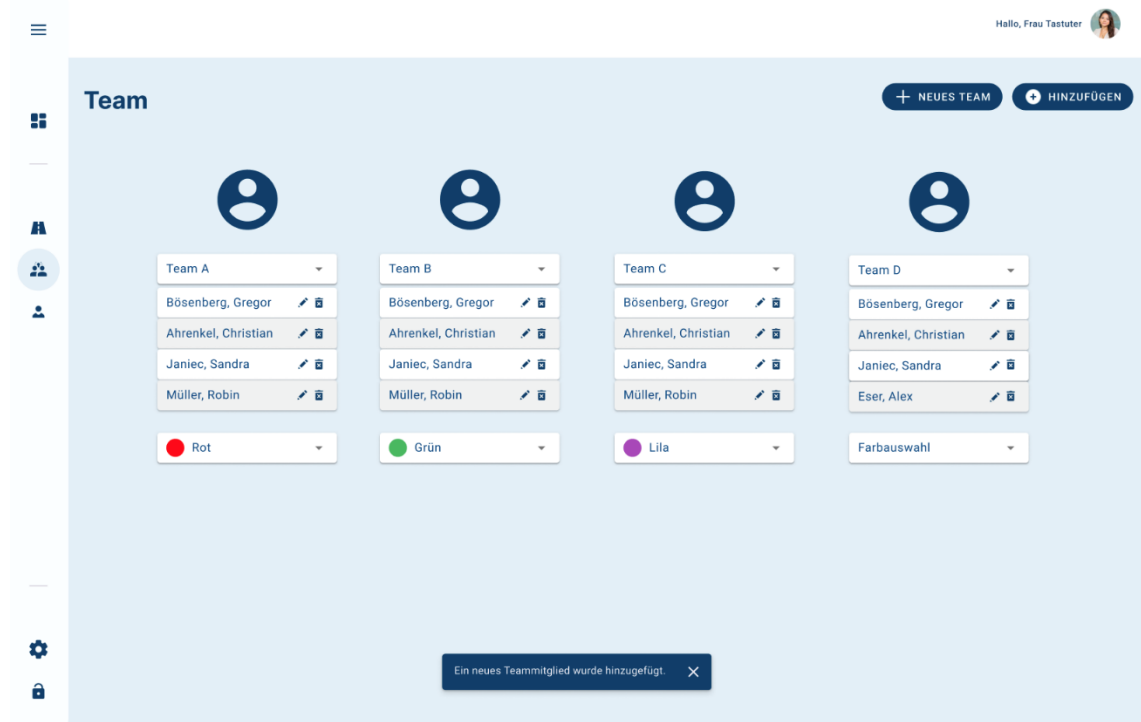 Hallo, Frau Tastuter
Team
NEUES TEAM
HINZUFÜGEN
Team A
Bösenberg, Gregor
Ahrenkel, Christian
Janiec, Sandra
Müller, Robin
Rot
Team B
Bösenberg, Gregor
Ahrenkel, Christian
Janiec, Sandra
Müller, Robin
Grün
Team C
Bösenberg, Gregor
Ahrenkel, Christian
Janiec, Sandra
Müller, Robin
Lila
Team D
Bösenberg, Gregor
Ahrenkel, Christian
Janiec, Sandra
Eser, Alex
Farbauswahl
Ein neues Teammitglied wurde hinzugefügt.